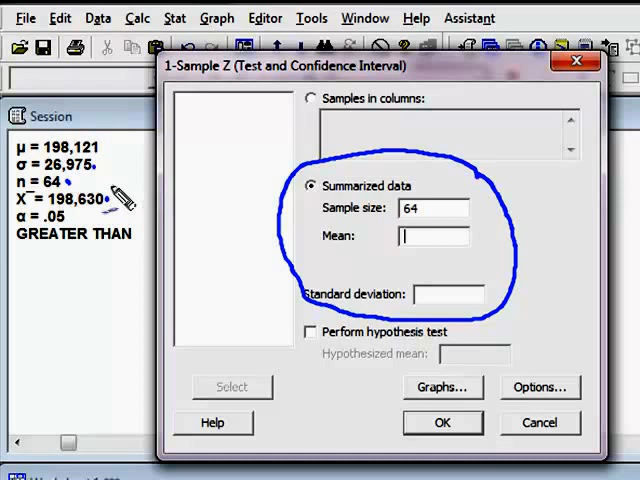 File Edit Data Calc Stat Graph Editor Tools Window Help Assistant
1-Sample Z (Test and Confidence Interval)
Session
μ = 198,121
σ = 26,975
n = 64
X¯ = 198,630
α = .05
GREATER THAN
Samples in columns:
Summarized data
Sample size: 64
Mean:
Standard deviation:
Perform hypothesis test
Hypothesized mean:
Select
Graphs...
Options...
Help
OK
Cancel